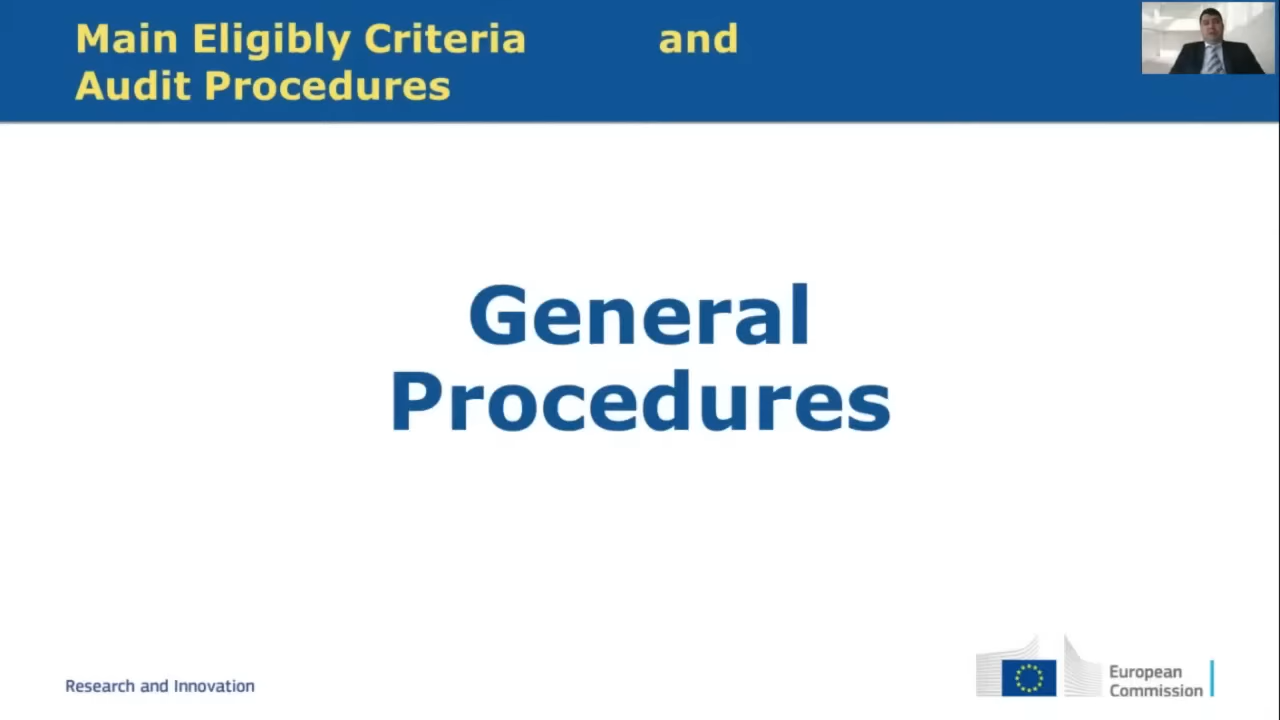 Main Eligibly Criteria and
Audit Procedures
General
Procedures
Research and Innovation
European
Commission